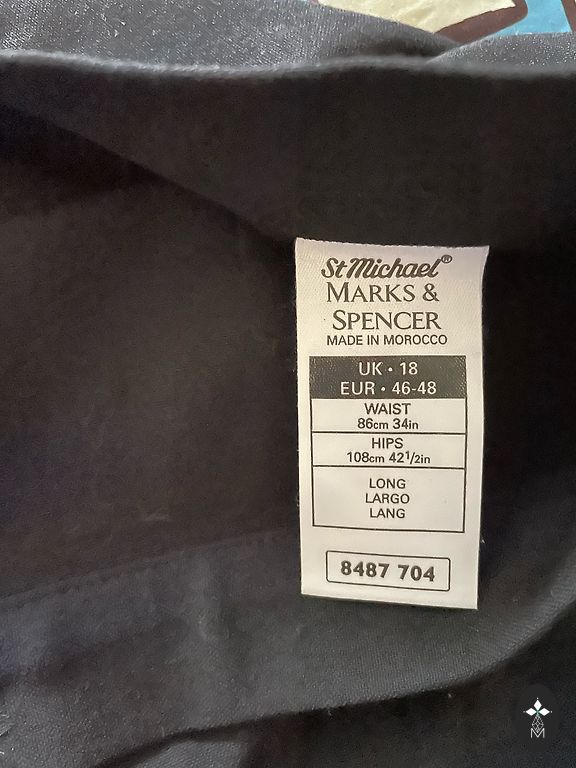 St Michael®
MARKS &
SPENCER
MADE IN MOROCCO
UK • 18
EUR • 46-48
WAIST
86cm 34in
HIPS
108cm 42½in
LONG
LARGO
LANG
8487 704
M